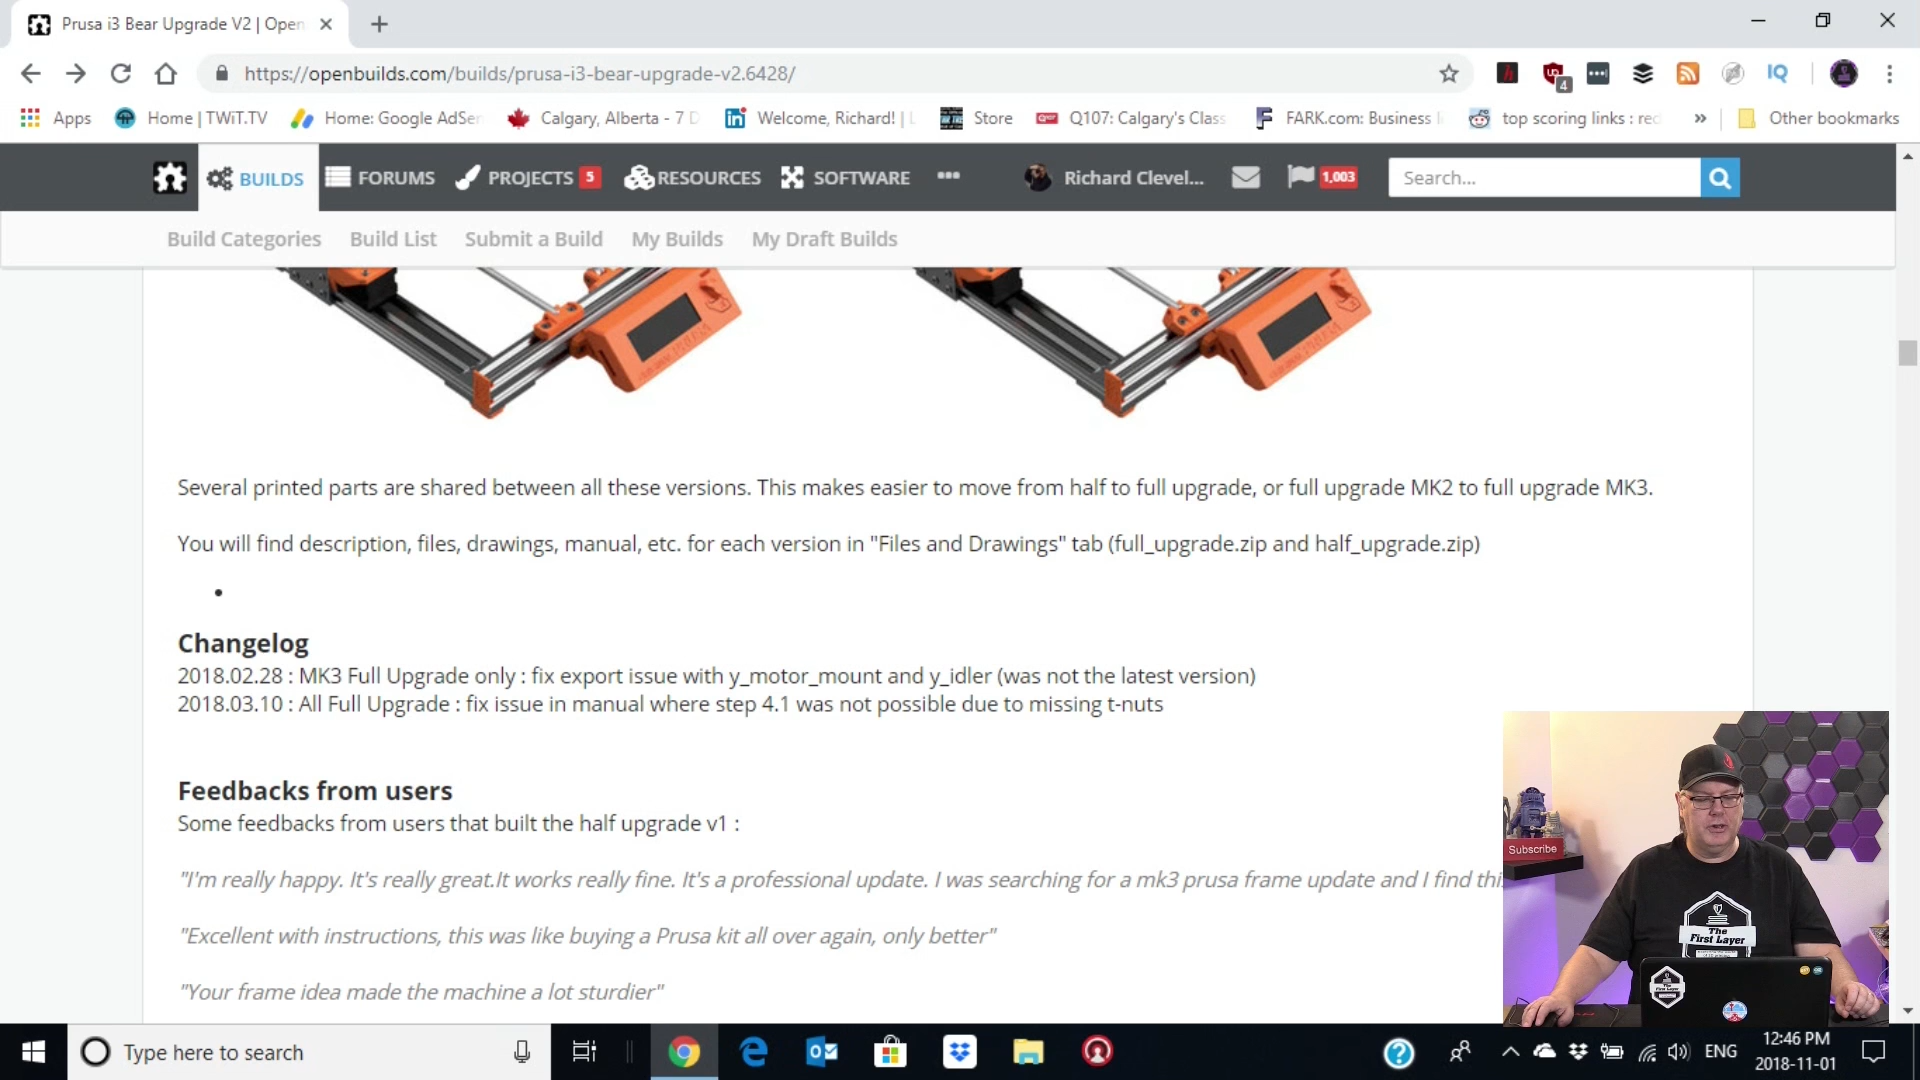 Prusa i3 Bear Upgrade V2 | Open
https://openbuilds.com/builds/prusa-i3-bear-upgrade-v2.6428/
4
IQ
Apps
Home | TWiT.TV
Home: Google AdSen
Calgary, Alberta - 7 D
Welcome, Richard! | L
Store
Q107: Calgary's Class
FARK.com: Business
top scoring links : red
Other bookmarks
BUILDS
FORUMS
PROJECTS 5
RESOURCES
SOFTWARE
Richard Clevel...
1,003
Search...
Build Categories
Build List
Submit a Build
My Builds
My Draft Builds
Several printed parts are shared between all these versions. This makes easier to move from half to full upgrade, or full upgrade MK2 to full upgrade MK3.
You will find description, files, drawings, manual, etc. for each version in "Files and Drawings" tab (full_upgrade.zip and half_upgrade.zip)
Changelog
2018.02.28 : MK3 Full Upgrade only : fix export issue with y_motor_mount and y_idler (was not the latest version)
2018.03.10 : All Full Upgrade : fix issue in manual where step 4.1 was not possible due to missing t-nuts
Feedbacks from users
Some feedbacks from users that built the half upgrade v1 :
"I'm really happy. It's really great.It works really fine. It's a professional update. I was searching for a mk3 prusa frame update and I find thi
"Excellent with instructions, this was like buying a Prusa kit all over again, only better"
"Your frame idea made the machine a lot sturdier"
Subscribe
The
First Layer
Type here to search
ENG
12:46 PM
2018-11-01